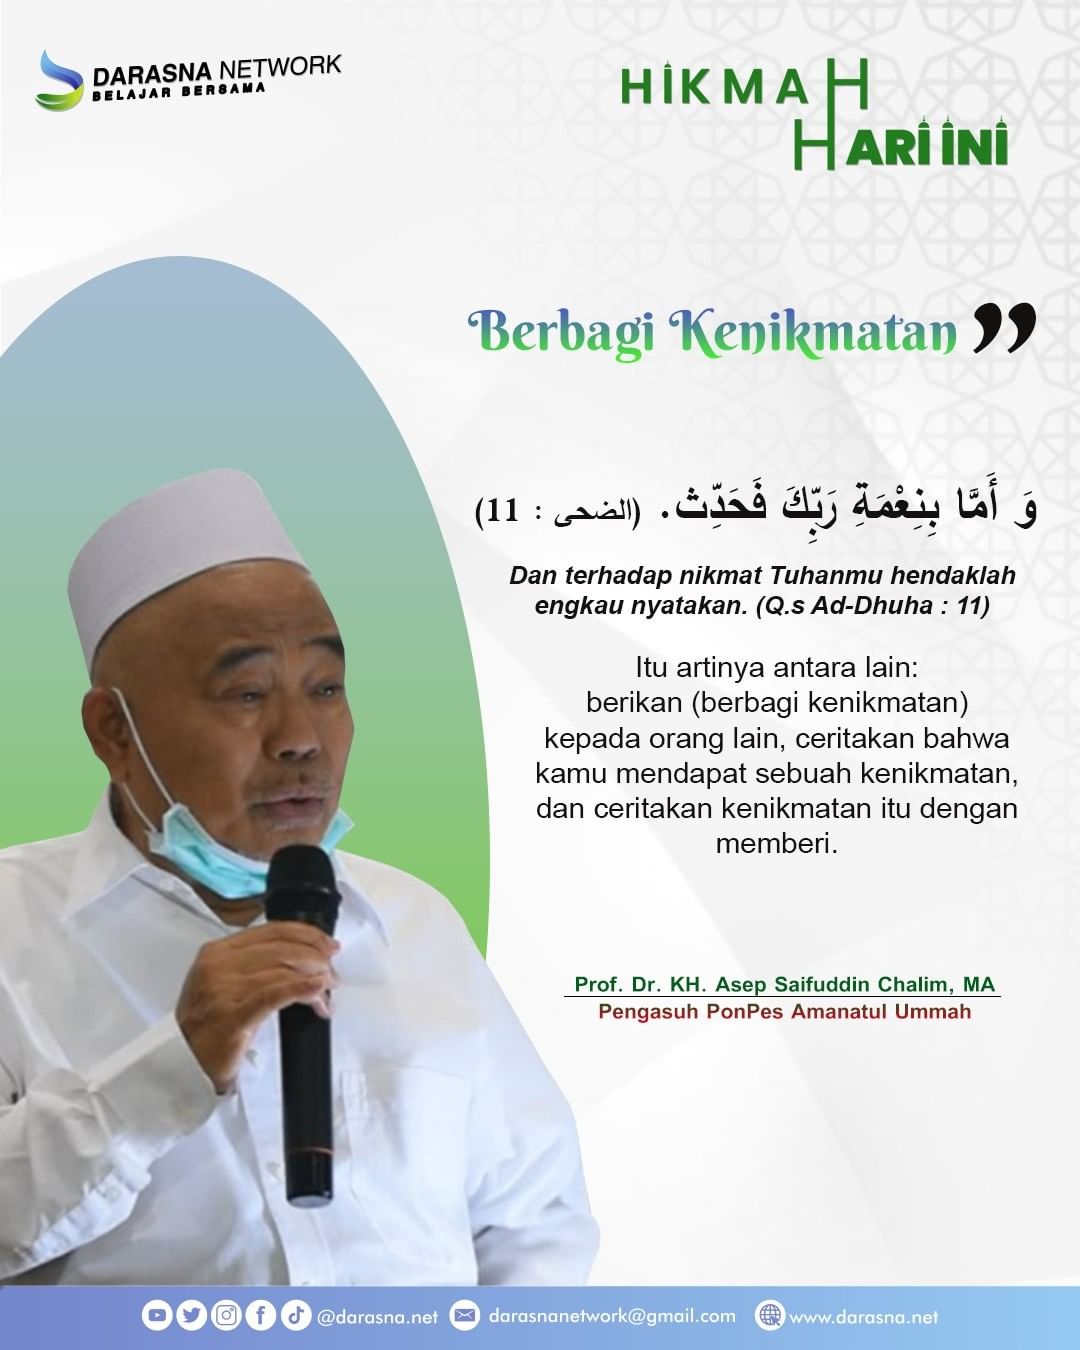 DARASNA NETWORK
BELAJAR BERSAMA
HIKMAH
HARI INI
Berbagi Kenikmatan ”
وَ أَمَّا بِنِعْمَةِ رَبِّكَ فَحَدِّث. (الضحى : 11)
Dan terhadap nikmat Tuhanmu hendaklah
engkau nyatakan. (Q.s Ad-Dhuha : 11)
Itu artinya antara lain:
berikan (berbagi kenikmatan)
kepada orang lain, ceritakan bahwa
kamu mendapat sebuah kenikmatan,
dan ceritakan kenikmatan itu dengan
memberi.
Prof. Dr. KH. Asep Saifuddin Chalim, MA
Pengasuh PonPes Amanatul Ummah
@darasna.net darasnanetwork@gmail.com www.darasna.net